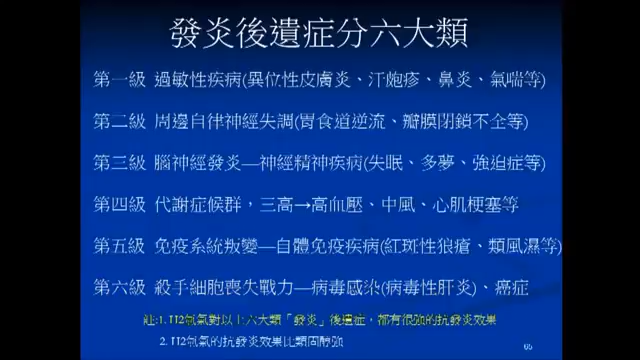 發炎後遺症分六大類
第一級 過敏性疾病(異位性皮膚炎、汗皰疹、鼻炎、氣喘等)
第二級 周邊自律神經失調(胃食道逆流、瓣膜閉鎖不全等)
第三級 腦神經發炎—神經精神疾病(失眠、多夢、強迫症等)
第四級 代謝症候群，三高→高血壓、中風、心肌梗塞等
第五級 免疫系統叛變—自體免疫疾病(紅斑性狼瘡、類風濕等)
第六級 殺手細胞喪失戰力—病毒感染(病毒性肝炎)、癌症
註:1. H2氫氣對以上六大類「發炎」後遺症，都有很強的抗發炎效果
2. H2氫氣的抗發炎效果比類固醇強
65